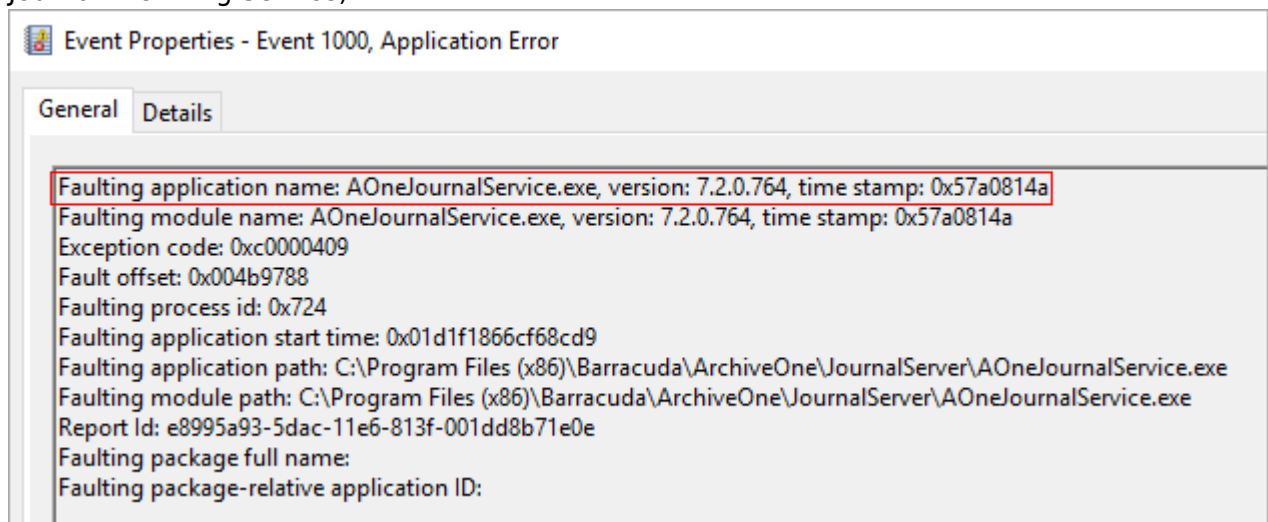 Event Properties - Event 1000, Application Error
General Details
Faulting application name: AOneJournalService.exe, version: 7.2.0.764, time stamp: 0x57a0814a
Faulting module name: AOneJournalService.exe, version: 7.2.0.764, time stamp: 0x57a0814a
Exception code: 0xc0000409
Fault offset: 0x004b9788
Faulting process id: 0x724
Faulting application start time: 0x01d1f1866cf68cd9
Faulting application path: C:\Program Files (x86)\Barracuda\ArchiveOne\JournalServer\AOneJournalService.exe
Faulting module path: C:\Program Files (x86)\Barracuda\ArchiveOne\JournalServer\AOneJournalService.exe
Report Id: e8995a93-5dac-11e6-813f-001dd8b71e0e
Faulting package full name:
Faulting package-relative application ID: